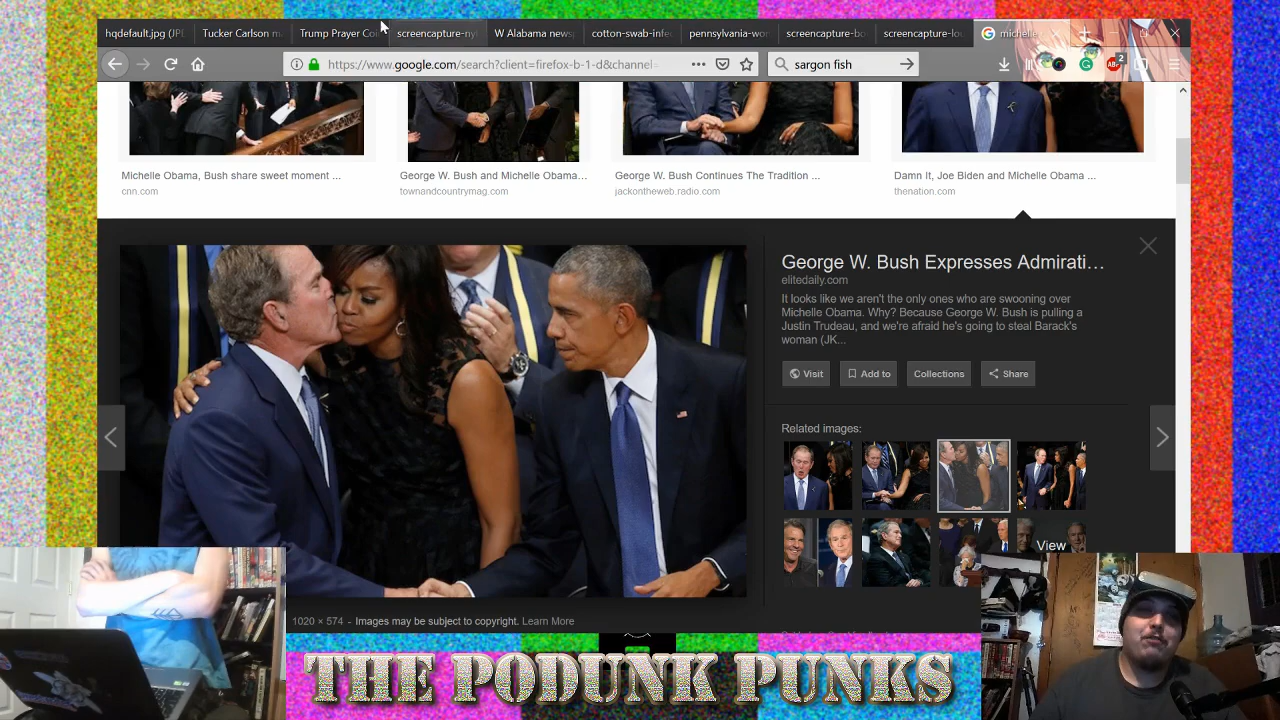 hqdefault.jpg (JPE
Tucker Carlson n
Trump Prayer Co
screencapture-ny
W Alabama news
cotton-swab-infe
pennsylvania-wo
screencapture-bo
screencapture-lo
michelle
https://www.google.com/search?client=firefox-b-1-d&channel=
sargon fish
ABP
2
Michelle Obama, Bush share sweet moment ...
cnn.com
George W. Bush and Michelle Obama...
townandcountrymag.com
George W. Bush Continues The Tradition ...
jackontheweb.radio.com
Damn It, Joe Biden and Michelle Obama ...
thenation.com
George W. Bush Expresses Admirati...
elitedaily.com
It looks like we aren't the only ones who are swooning over
Michelle Obama. Why? Because George W. Bush is pulling a
Justin Trudeau, and we're afraid he's going to steal Barack's
woman (JK...
Visit
Add to
Collections
Share
Related images:
View
1020 × 574 - Images may be subject to copyright. Learn More
THE PODUNK PUNKS